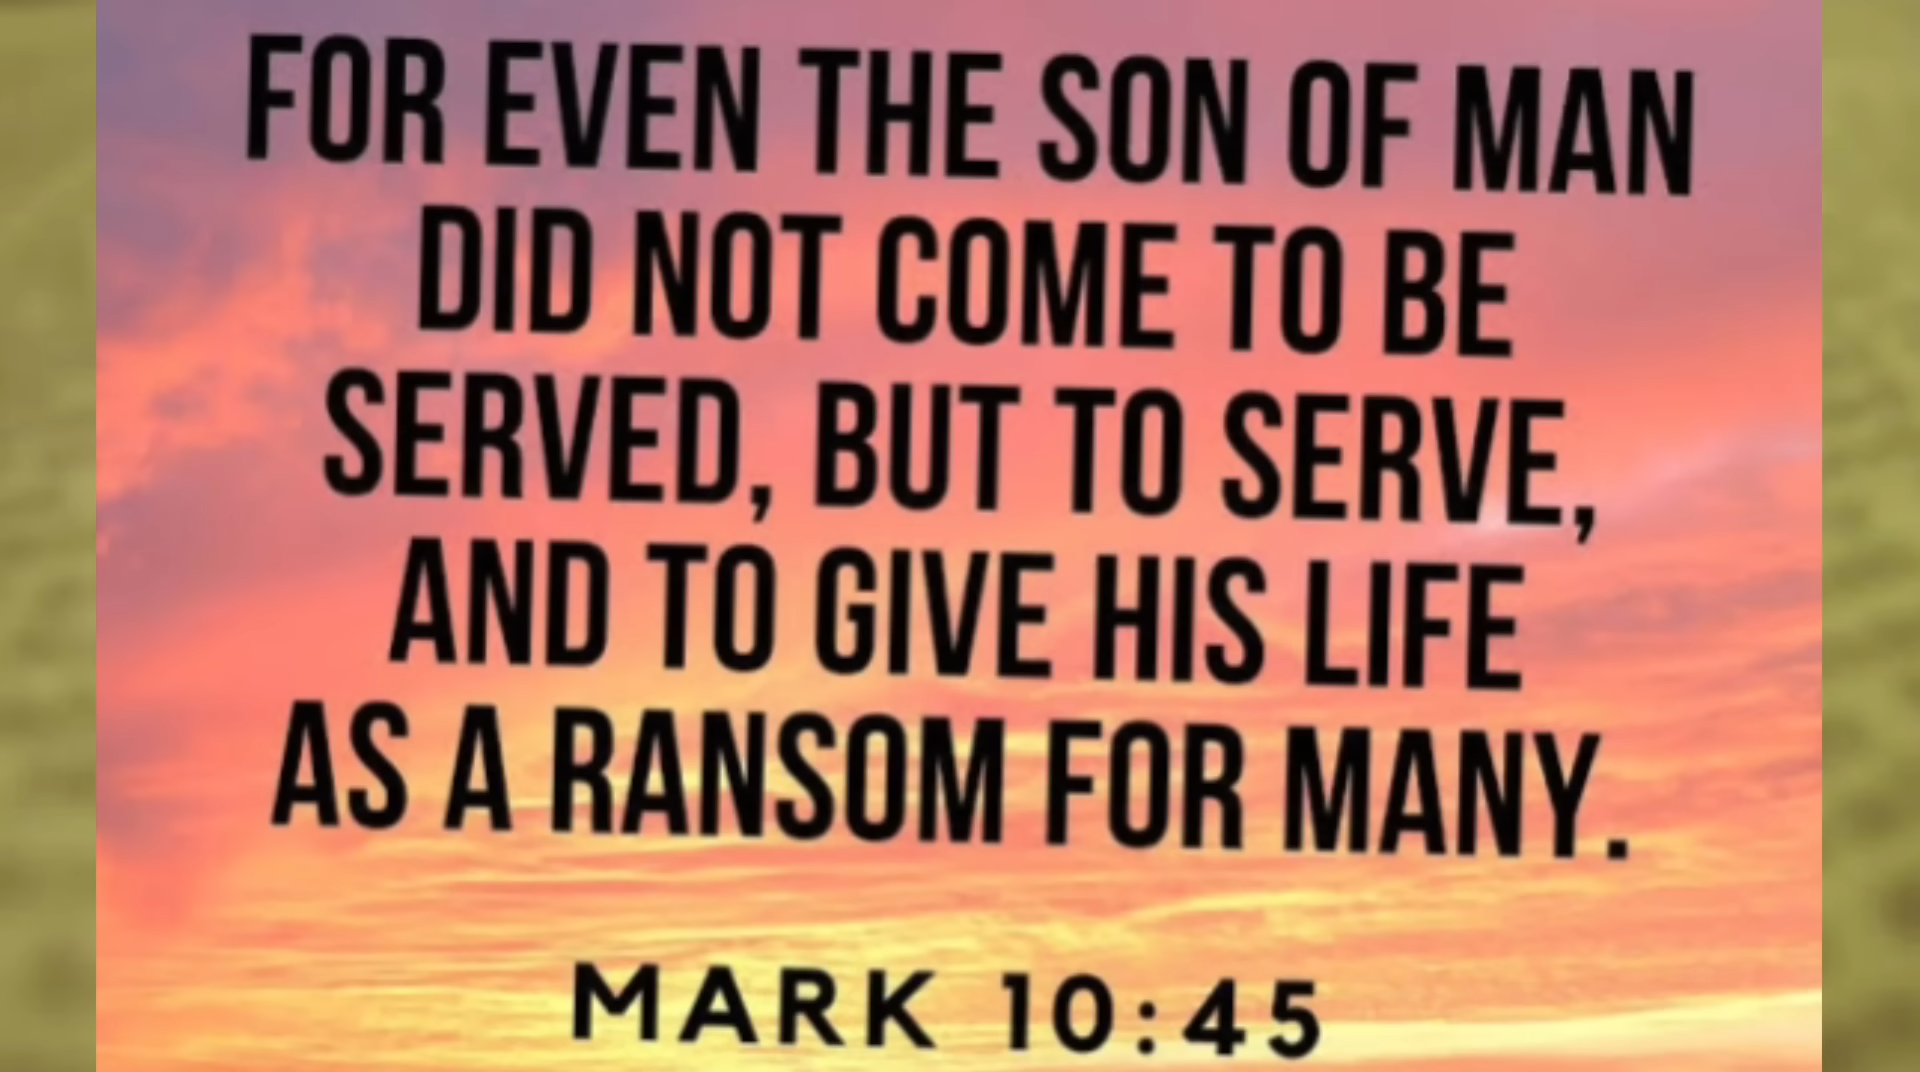 FOR EVEN THE SON OF MAN
DID NOT COME TO BE
SERVED, BUT TO SERVE,
AND TO GIVE HIS LIFE
AS A RANSOM FOR MANY.
MARK 10:45